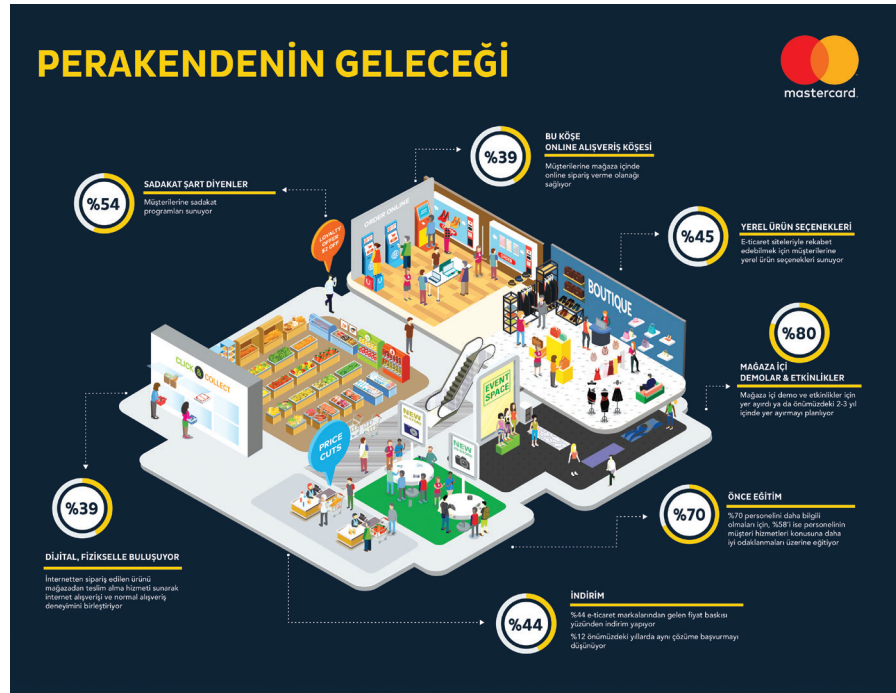 PERAKENDENİN GELECEĞİ
mastercard.
%39
BU KÖŞE
ONLINE ALIŞVERİŞ KÖŞESİ
Müşterilerine mağaza içinde
online sipariş verme olanağı
sağlıyor
%54
SADAKAT ŞART DİYENLER
Müşterilerine sadakat
programları sunuyor
%45
YEREL ÜRÜN SEÇENEKLERİ
E-ticaret siteleriyle rekabet
edebilmek için müşterilerine
yerel ürün seçenekleri sunuyor
ORDER ONLINE
LOYALTY
OFFER
$2 OFF
BOUTIQUE
%80
MAĞAZA İÇİ
DEMOLAR & ETKİNLİKLER
Mağaza içi demo ve etkinlikler için
yer ayırdı ya da önümüzdeki 2-3 yıl
içinde yer ayırmayı planlıyor
CLICK & COLLECT
EVENT
SPACE
NEW
NEW
PRICE
CUTS
%39
DİJİTAL, FİZİKSELLE BULUŞUYOR
İnternetten sipariş edilen ürünü
mağazadan teslim alma hizmeti sunarak
internet alışverişi ve normal alışveriş
deneyimini birleştiriyor
%70
ÖNCE EĞİTİM
%70 personelini daha bilgili
olmaları için, %58'i ise personelinin
müşteri hizmetleri konusuna daha
iyi odaklanmaları üzerine eğitiyor
%44
İNDİRİM
%44 e-ticaret markalarından gelen fiyat baskısı
yüzünden indirim yapıyor
%12 önümüzdeki yıllarda aynı çözüme başvurmayı
düşünüyor